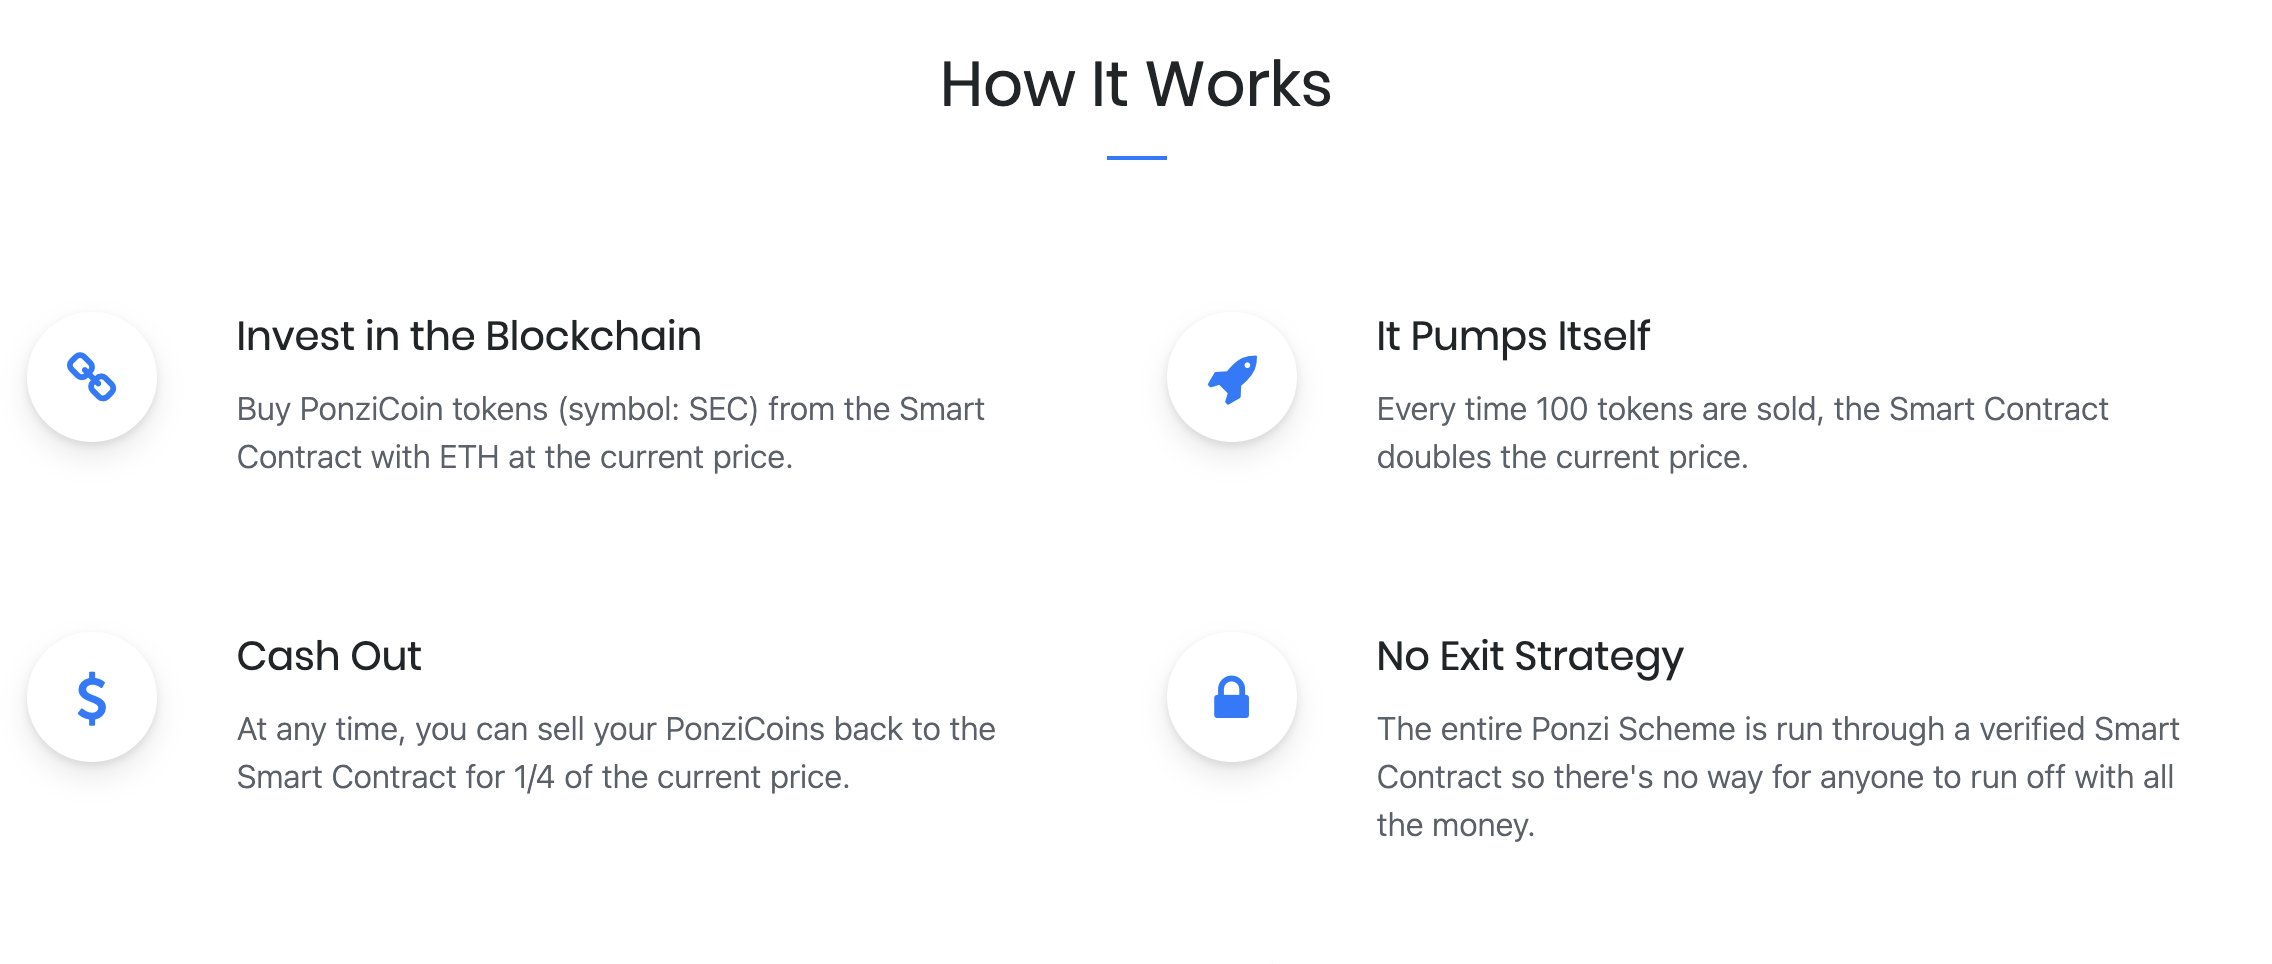 How It Works
Invest in the Blockchain
Buy PonziCoin tokens (symbol: SEC) from the Smart
Contract with ETH at the current price.
It Pumps Itself
Every time 100 tokens are sold, the Smart Contract
doubles the current price.
Cash Out
At any time, you can sell your PonziCoins back to the
Smart Contract for 1/4 of the current price.
No Exit Strategy
The entire Ponzi Scheme is run through a verified Smart
Contract so there's no way for anyone to run off with all
the money.